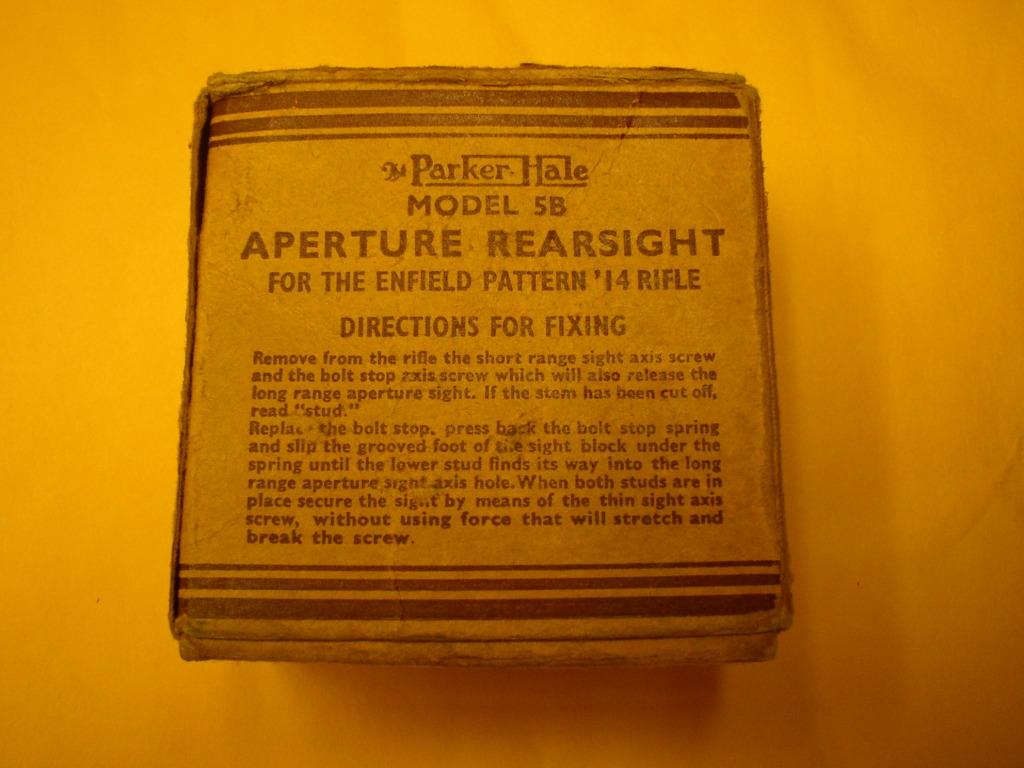 The Parker-Hale
MODEL 5B
APERTURE REARSIGHT
FOR THE ENFIELD PATTERN '14 RIFLE
DIRECTIONS FOR FIXING
Remove from the rifle the short range sight axis screw
and the bolt stop axis screw which will also release the
long range aperture sight. If the stem has been cut off,
read "stud."
the bolt stop, press back the bolt stop spring
and slip the grooved foot of the sight block under the
spring until the lower stud finds its way into the long
range aperture sight axis hole. When both studs are in
place secure the sight by means of the thin sight axis
screw, without using force that will stretch and
break the screw.